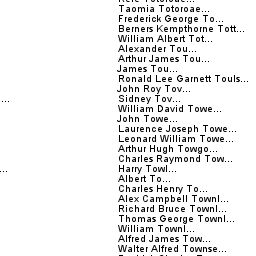 Taomia Totoroae...
Frederick George To...
Berners Kempthorne Tott...
William Albert Tot...
Alexander Tou...
Arthur James Tou...
James Tou...
Ronald Lee Garnett Touls...
John Roy Tov...
... Sidney Tov...
William David Towe...
John Towe...
Laurence Joseph Towe...
Leonard William Towe...
Arthur Hugh Towgo...
Charles Raymond Tow...
... Harry Towl...
Albert To...
Charles Henry To...
Alex Campbell Townl...
Richard Bruce Townl...
Thomas George Townl...
William Townl...
Alfred James Tow...
Walter Alfred Townse...